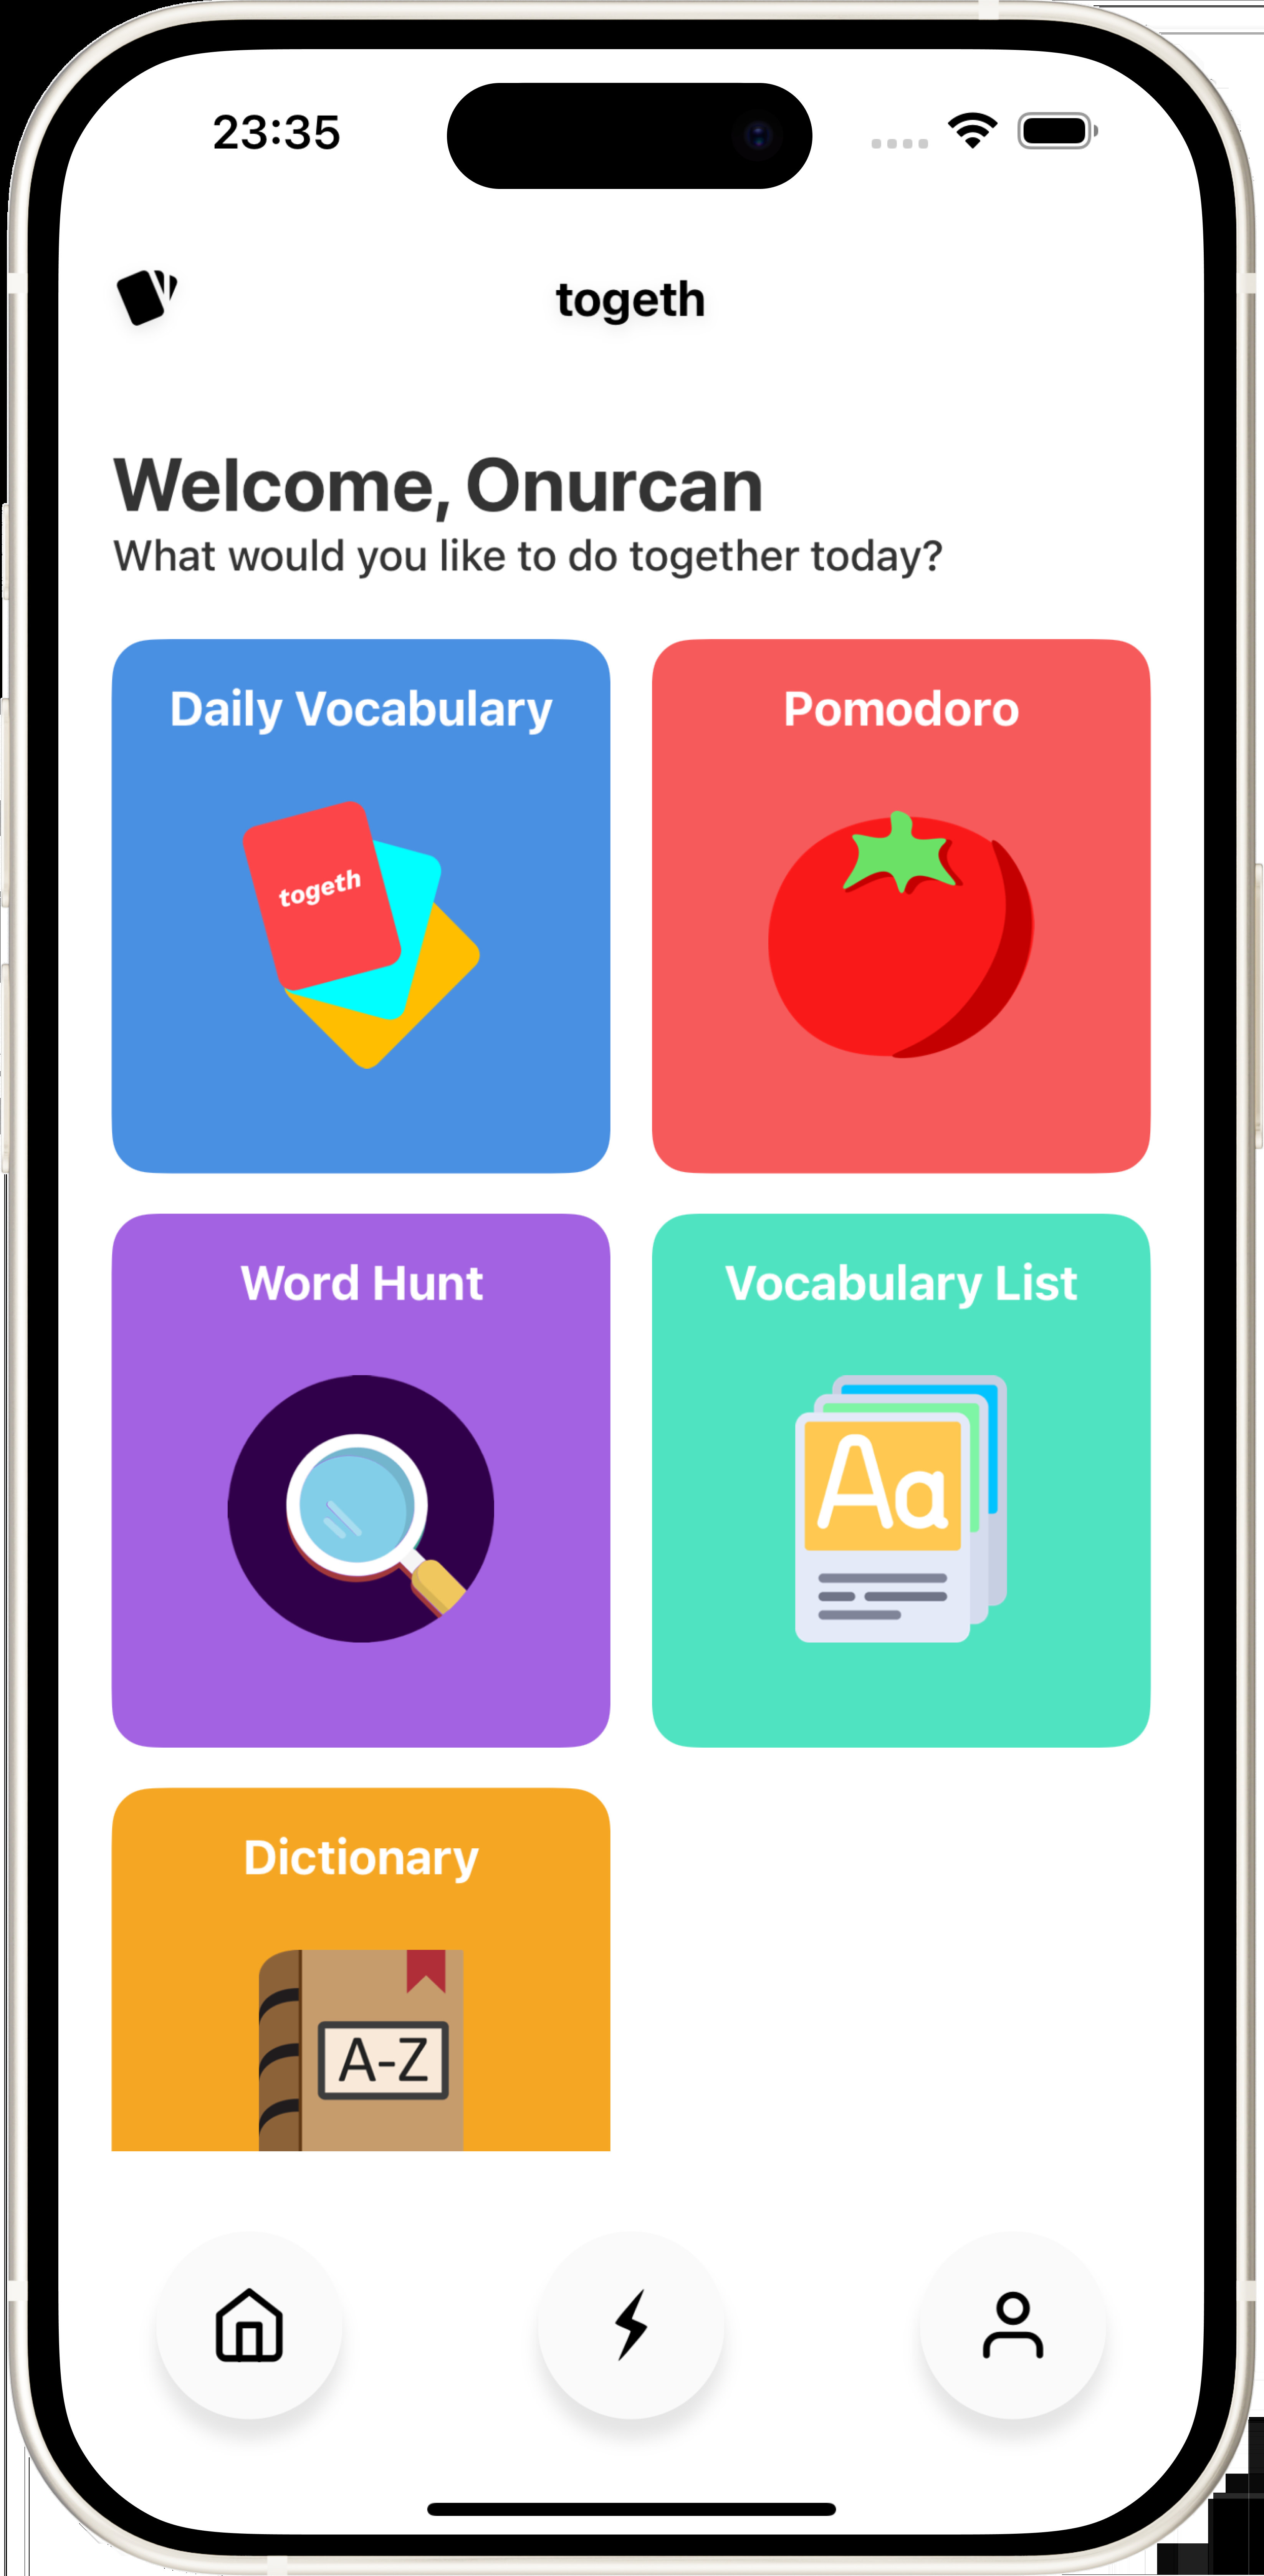 23:35
togeth
Welcome, Onurcan
What would you like to do together today?
Daily Vocabulary
togeth
Pomodoro
Word Hunt
Vocabulary List
Aa
Dictionary
A-Z